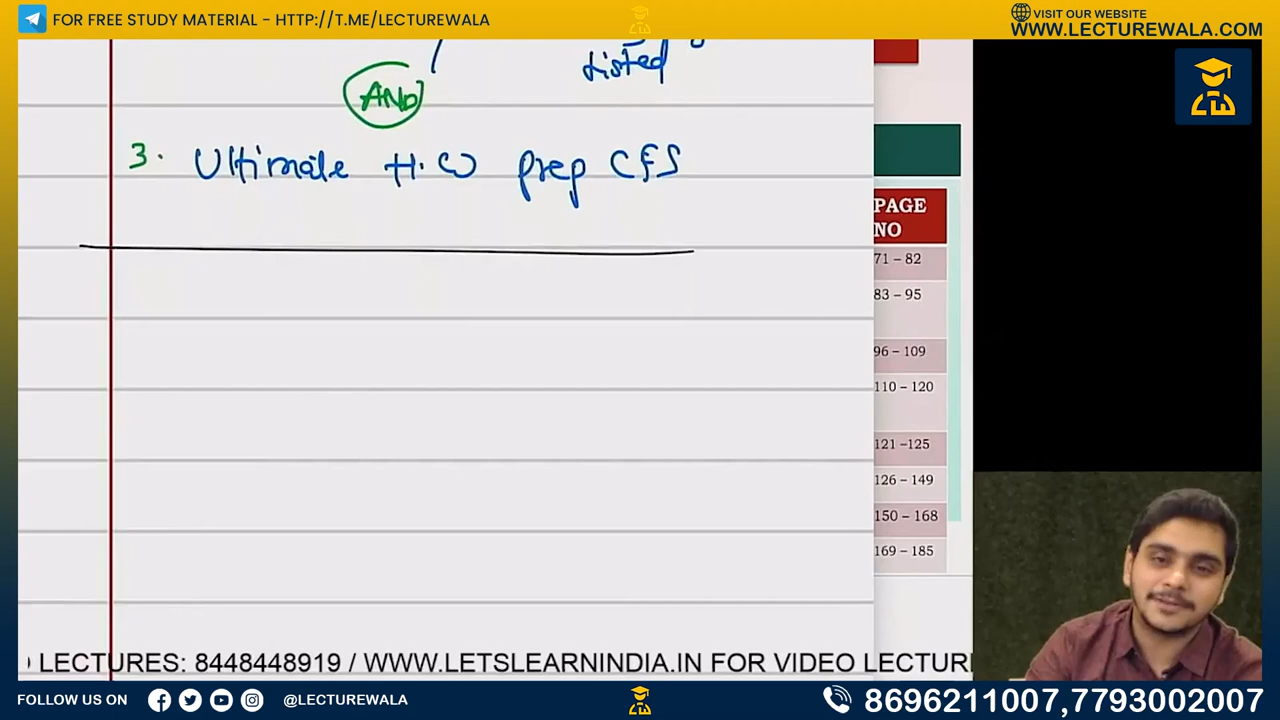 FOR FREE STUDY MATERIAL - HTTP://T.ME/LECTUREWALA
VISIT OUR WEBSITE
WWW.LECTUREWALA.COM
Listed
AND
3. Ultimate H.W prep CFS
PAGE
NO
71 – 82
83 – 95
96 – 109
110 – 120
121 –125
126 – 149
150 – 168
169 – 185
LECTURES: 8448448919 / WWW.LETSLEARNINDIA.IN FOR VIDEO LECTUR
FOLLOW US ON
@LECTUREWALA
8696211007,7793002007